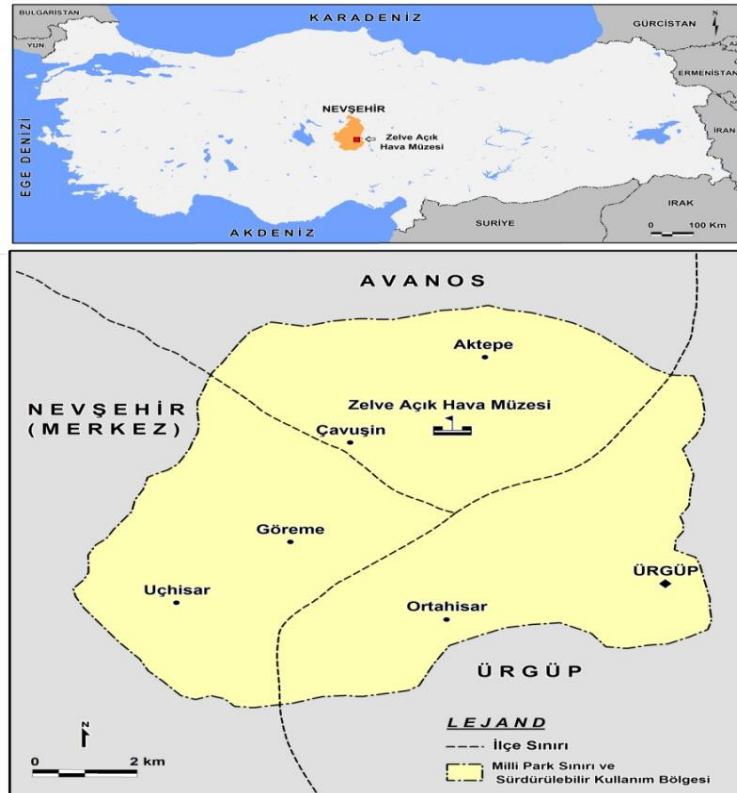 BULGARİSTAN
KARADENİZ
GÜRCİSTAN
N
YUN.
ERMENİSTAN
NEVŞEHİR
Zelve Açık
Hava Müzesi
İRAN
EGE DENİZİ
AKDENİZ
SURİYE
IRAK
0 100 Km
AVANOS
Aktepe
NEVŞEHİR
(MERKEZ)
Zelve Açık Hava Müzesi
Çavuşin
Göreme
Uçhisar
Ortahisar
ÜRGÜP
ÜRGÜP
N
0 2 km
LEJAND
İlçe Sınırı
Milli Park Sınırı ve
Sürdürülebilir Kullanım Bölgesi